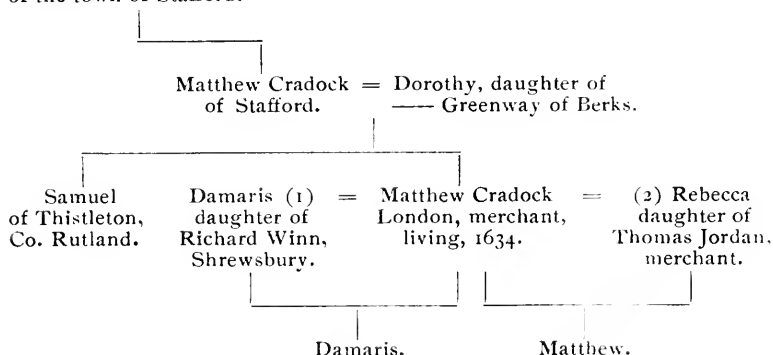 of the town of Stafford.
Matthew Cradock = Dorothy, daughter of
of Stafford. —— Greenway of Berks.
Samuel
of Thistleton,
Co. Rutland.
Damaris (1)
daughter of
Richard Winn,
Shrewsbury.
=
Matthew Cradock
London, merchant,
living, 1634.
=
(2) Rebecca
daughter of
Thomas Jordan,
merchant.
Damaris. Matthew.